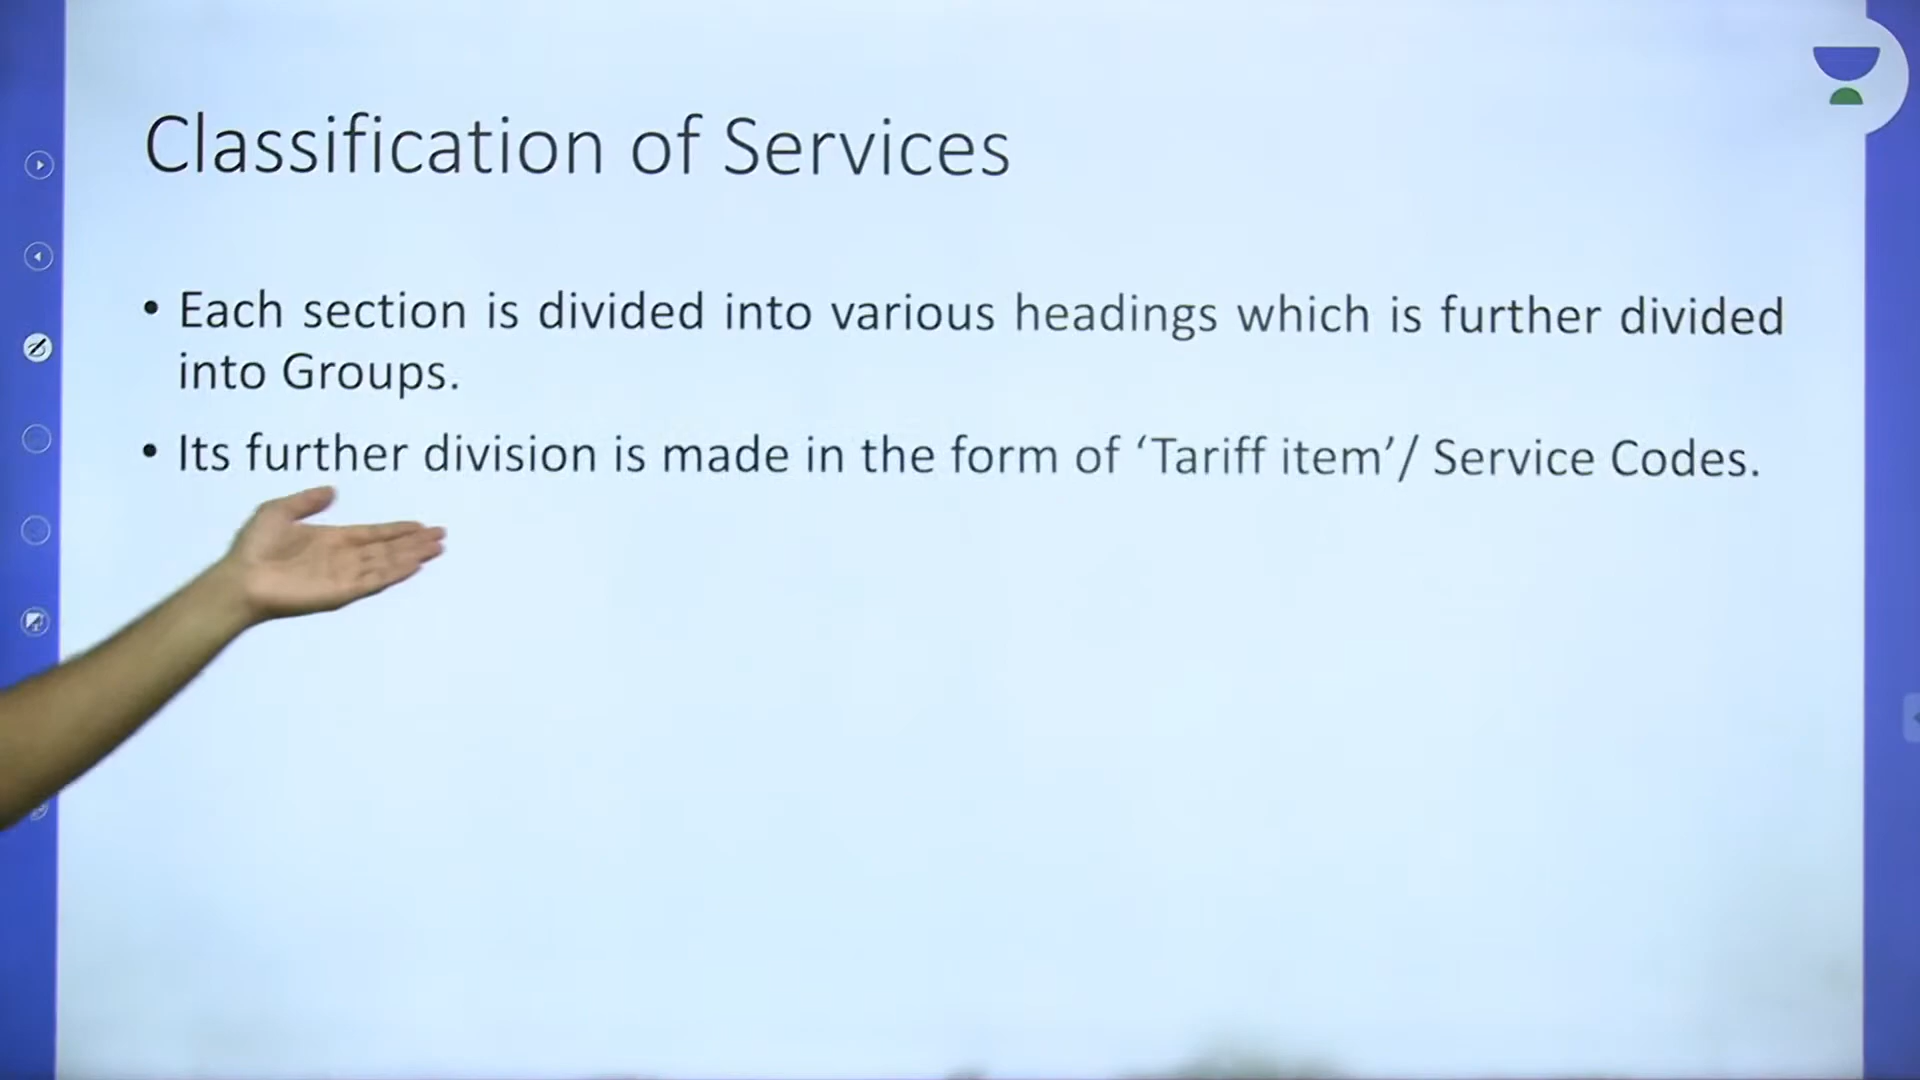 Classification of Services
• Each section is divided into various headings which is further divided
into Groups.
• Its further division is made in the form of ‘Tariff item’/ Service Codes.